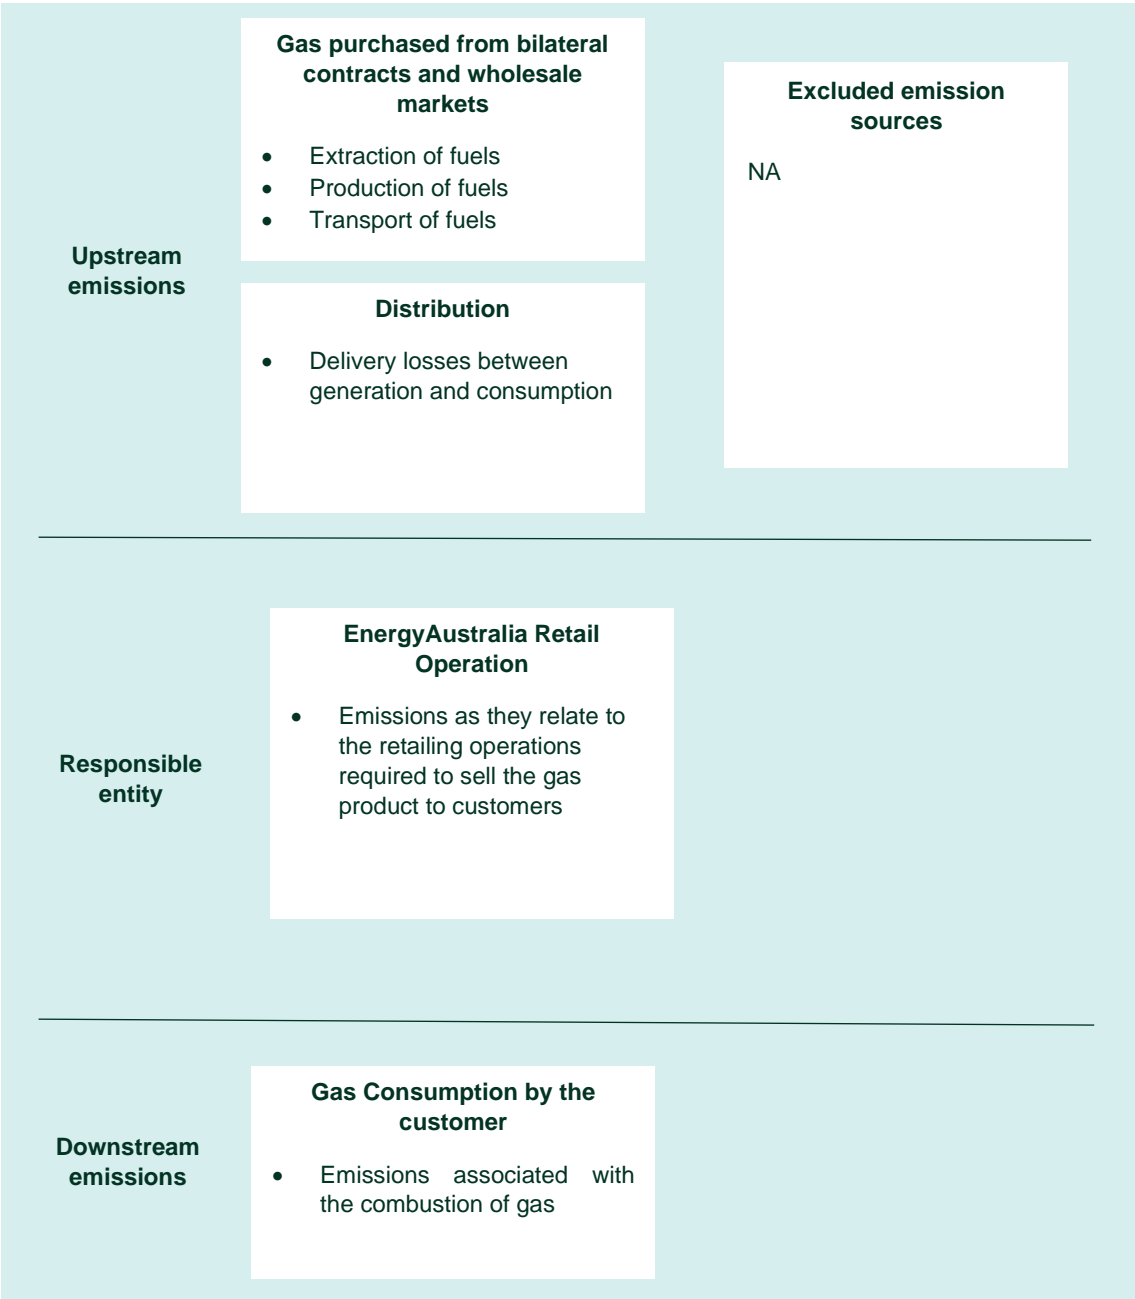 Upstream
emissions
Gas purchased from bilateral
contracts and wholesale
markets
• Extraction of fuels
• Production of fuels
• Transport of fuels
Distribution
• Delivery losses between
generation and consumption
Excluded emission
sources
NA
Responsible
entity
EnergyAustralia Retail
Operation
• Emissions as they relate to
the retailing operations
required to sell the gas
product to customers
Downstream
emissions
Gas Consumption by the
customer
• Emissions associated with
the combustion of gas